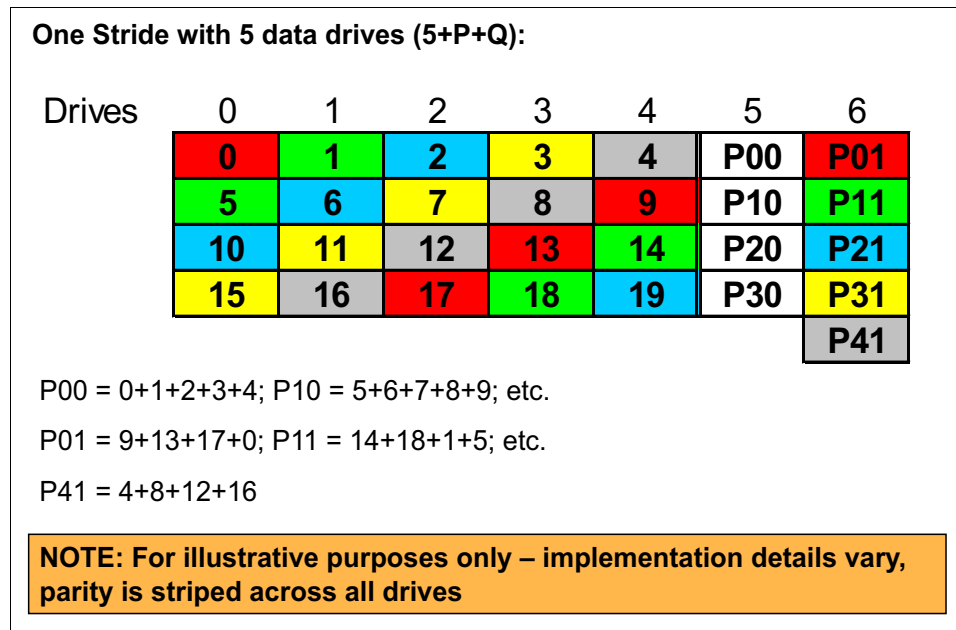 One Stride with 5 data drives (5+P+Q):
Drives 0 1 2 3 4 5 6
0 1 2 3 4 P00 P01
5 6 7 8 9 P10 P11
10 11 12 13 14 P20 P21
15 16 17 18 19 P30 P31
P41
P00 = 0+1+2+3+4; P10 = 5+6+7+8+9; etc.
P01 = 9+13+17+0; P11 = 14+18+1+5; etc.
P41 = 4+8+12+16
NOTE: For illustrative purposes only – implementation details vary,
parity is striped across all drives